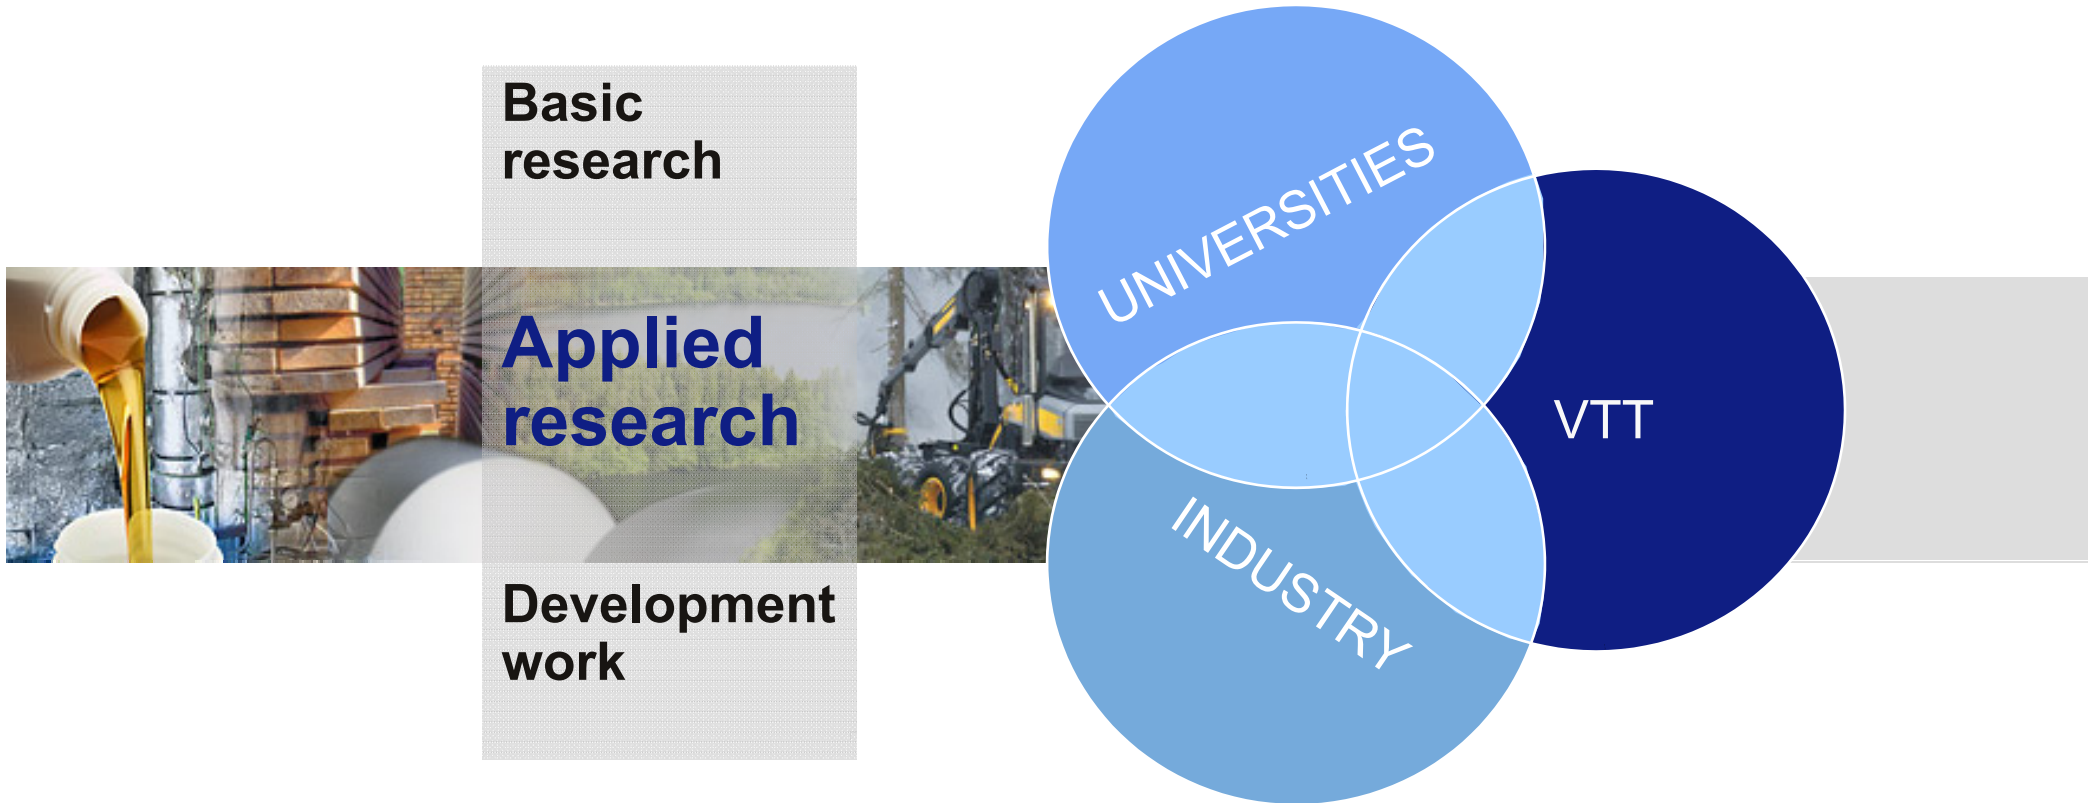 Basic
research
Applied
research
Development
work
UNIVERSITIES
VTT
INDUSTRY